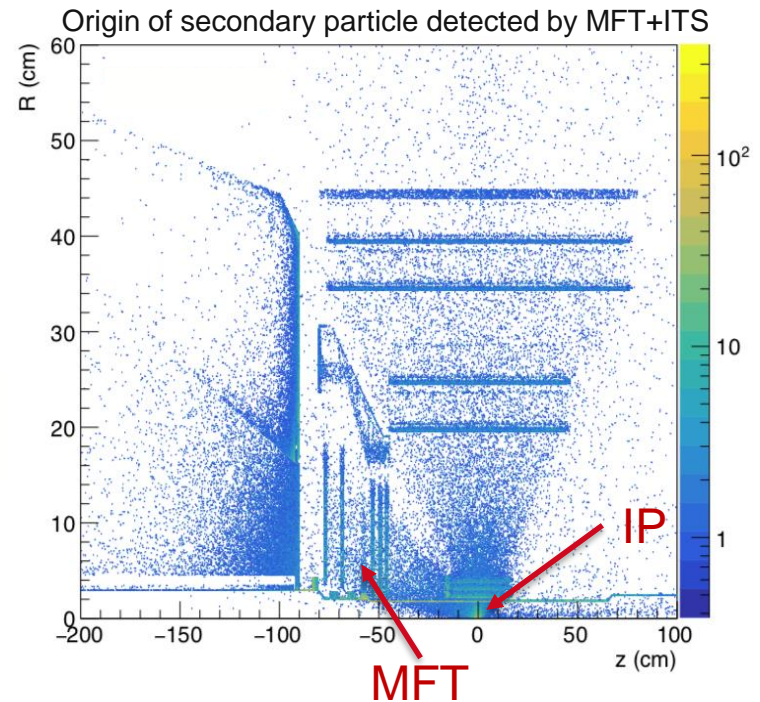 Origin of secondary particle detected by MFT+ITS
R (cm)
60
50
40
30
20
10
0
−200 −150 −100 −50 0 50 100
z (cm)
10²
10
1
IP
MFT